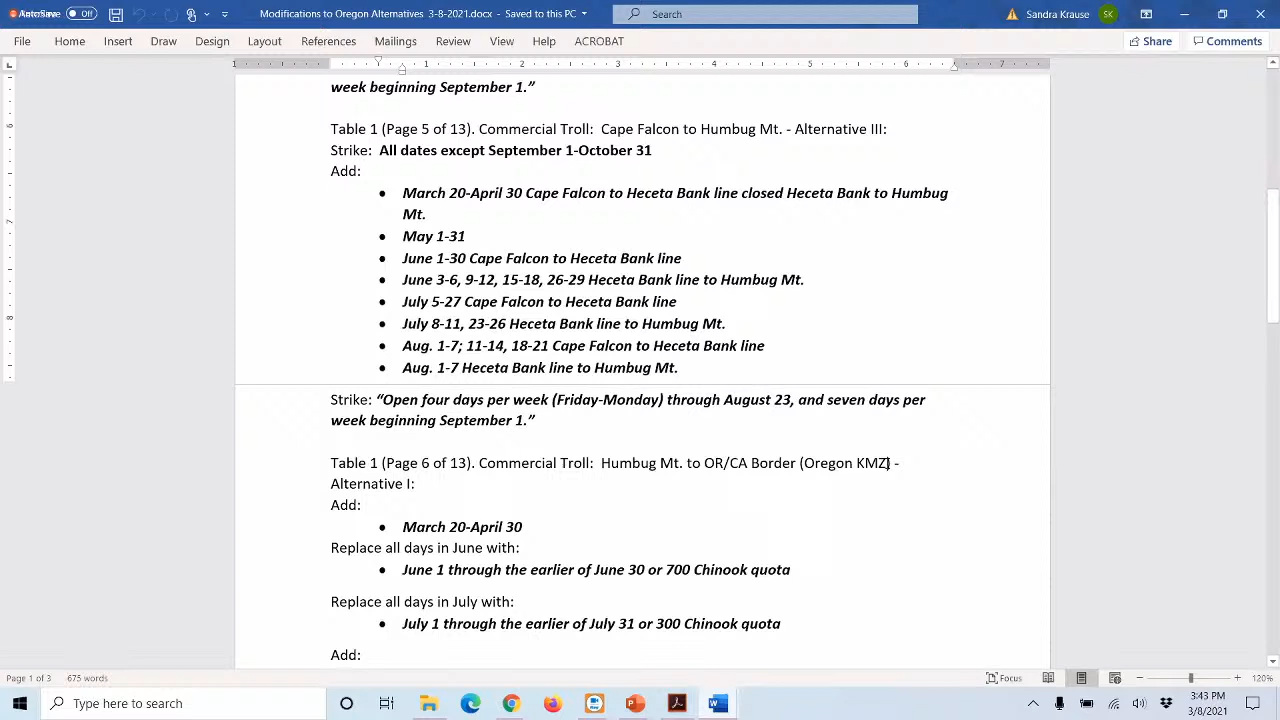 AutoSave Off Modifications to Oregon Alternatives 3-5-2021.docx - Saved to this PC Search Sandra Krause SK
File Home Insert Draw Design Layout References Mailings Review View Help ACROBAT Share Comments
1 2 3 4 5 6 7
week beginning September 1.”
Table 1 (Page 5 of 13). Commercial Troll: Cape Falcon to Humbug Mt. - Alternative III:
Strike: All dates except September 1-October 31
Add:
• March 20-April 30 Cape Falcon to Heceta Bank line closed Heceta Bank to Humbug
Mt.
• May 1-31
• June 1-30 Cape Falcon to Heceta Bank line
• June 3-6, 9-12, 15-18, 26-29 Heceta Bank line to Humbug Mt.
• July 5-27 Cape Falcon to Heceta Bank line
• July 8-11, 23-26 Heceta Bank line to Humbug Mt.
• Aug. 1-7; 11-14, 18-21 Cape Falcon to Heceta Bank line
• Aug. 1-7 Heceta Bank line to Humbug Mt.
Strike: “Open four days per week (Friday-Monday) through August 23, and seven days per
week beginning September 1.”
Table 1 (Page 6 of 13). Commercial Troll: Humbug Mt. to OR/CA Border (Oregon KMZ) -
Alternative I:
Add:
• March 20-April 30
Replace all days in June with:
• June 1 through the earlier of June 30 or 700 Chinook quota
Replace all days in July with:
• July 1 through the earlier of July 31 or 300 Chinook quota
Add:
Page 1 of 3 675 words Focus 120%
Type here to search 3:43 PM
3/8/2021